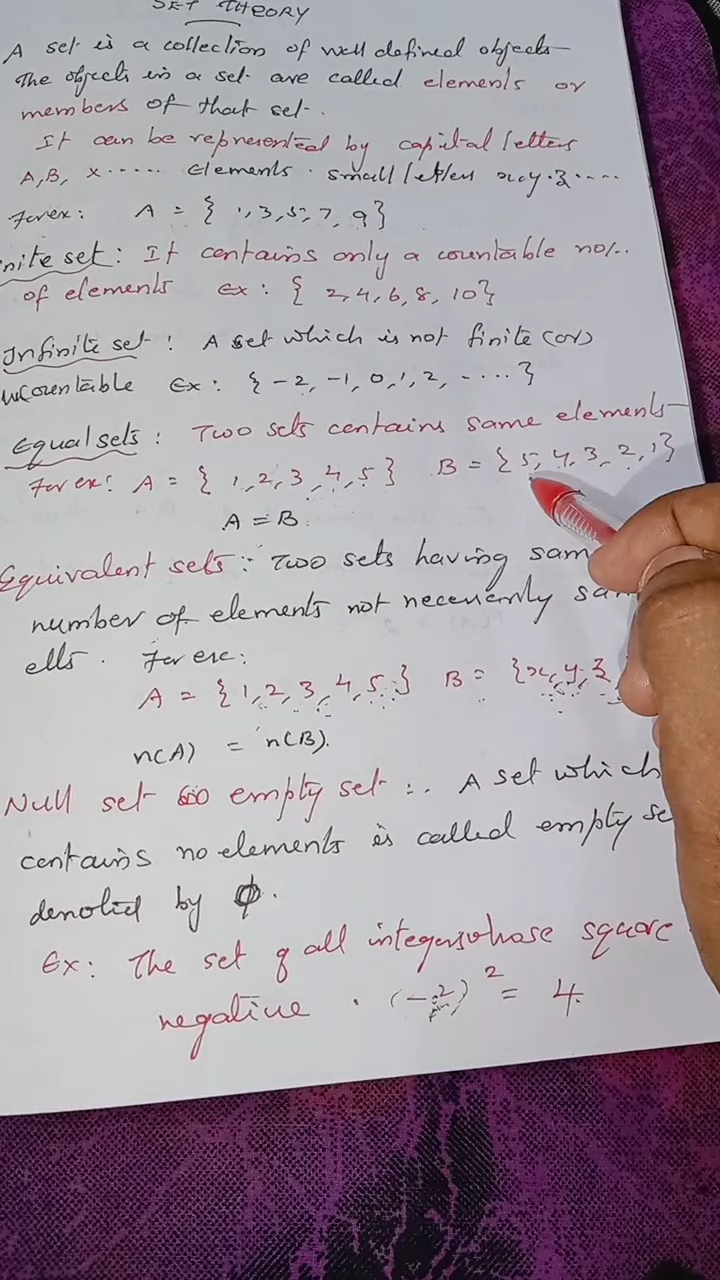 SET THEORY
A set is a collection of well defined objects
The objects in a set are called elements or
members of that set.
It can be represented by capital letters
A, B, X ..... elements. small letters x, y, z ....
For ex: A = { 1, 3, 5, 7, 9}
nite set: It contains only a countable no/..
of elements ex: { 2, 4, 6, 8, 10}
Infinite set: A set which is not finite (or)
uncountable Ex: {-2, -1, 0, 1, 2, .....}
Equal sets: Two sets contains same elements
For ex: A = { 1, 2, 3, 4, 5} B = {5, 4, 3, 2, 1}
A = B.
Equivalent sets: Two sets having sam
number of elements not necessarily sa
ells. For ex:
A = {1, 2, 3, 4, 5} B = {x, y, z
n(A) = n(B).
Null set empty set: A set which
contains no elements is called empty se
denoted by ϕ.
Ex: The set of all integers whose square
negative. (-2)² = 4.